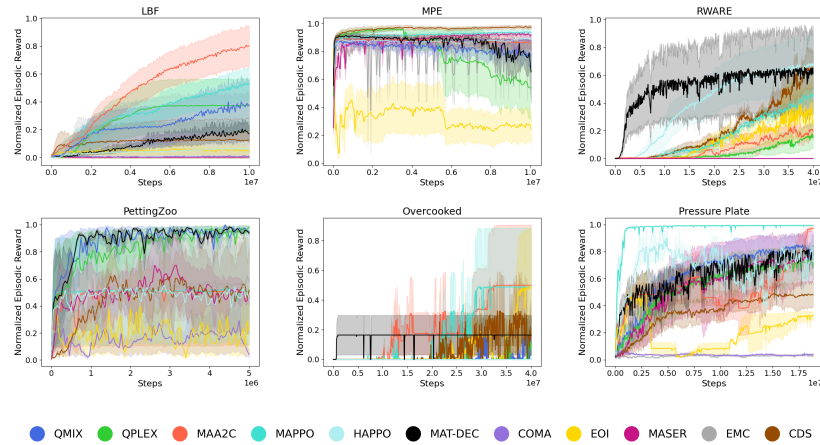 LBF
MPE
RWARE
Normalized Episodic Reward
1.0
0.8
0.6
0.4
0.2
0.0
0.0 0.2 0.4 0.6 0.8 1.0
Steps
1e7
Normalized Episodic Reward
1.0
0.8
0.6
0.4
0.2
0.0
0.0 0.2 0.4 0.6 0.8 1.0
Steps
1e7
Normalized Episodic Reward
1.0
0.8
0.6
0.4
0.2
0.0
0.0 0.5 1.0 1.5 2.0 2.5 3.0 3.5 4.0
Steps
1e7
PettingZoo
Overcooked
Pressure Plate
Normalized Episodic Reward
1.0
0.8
0.6
0.4
0.2
0.0
0 1 2 3 4 5
Steps
1e6
Normalized Episodic Reward
0.8
0.6
0.4
0.2
0.0
0.0 0.5 1.0 1.5 2.0 2.5 3.0 3.5 4.0
Steps
1e7
Normalized Episodic Reward
1.0
0.8
0.6
0.4
0.2
0.0
0.00 0.25 0.50 0.75 1.00 1.25 1.50 1.75
Steps
1e7
QMIX QPLEX MAA2C MAPPO HAPPO MAT-DEC COMA EOI MASER EMC CDS